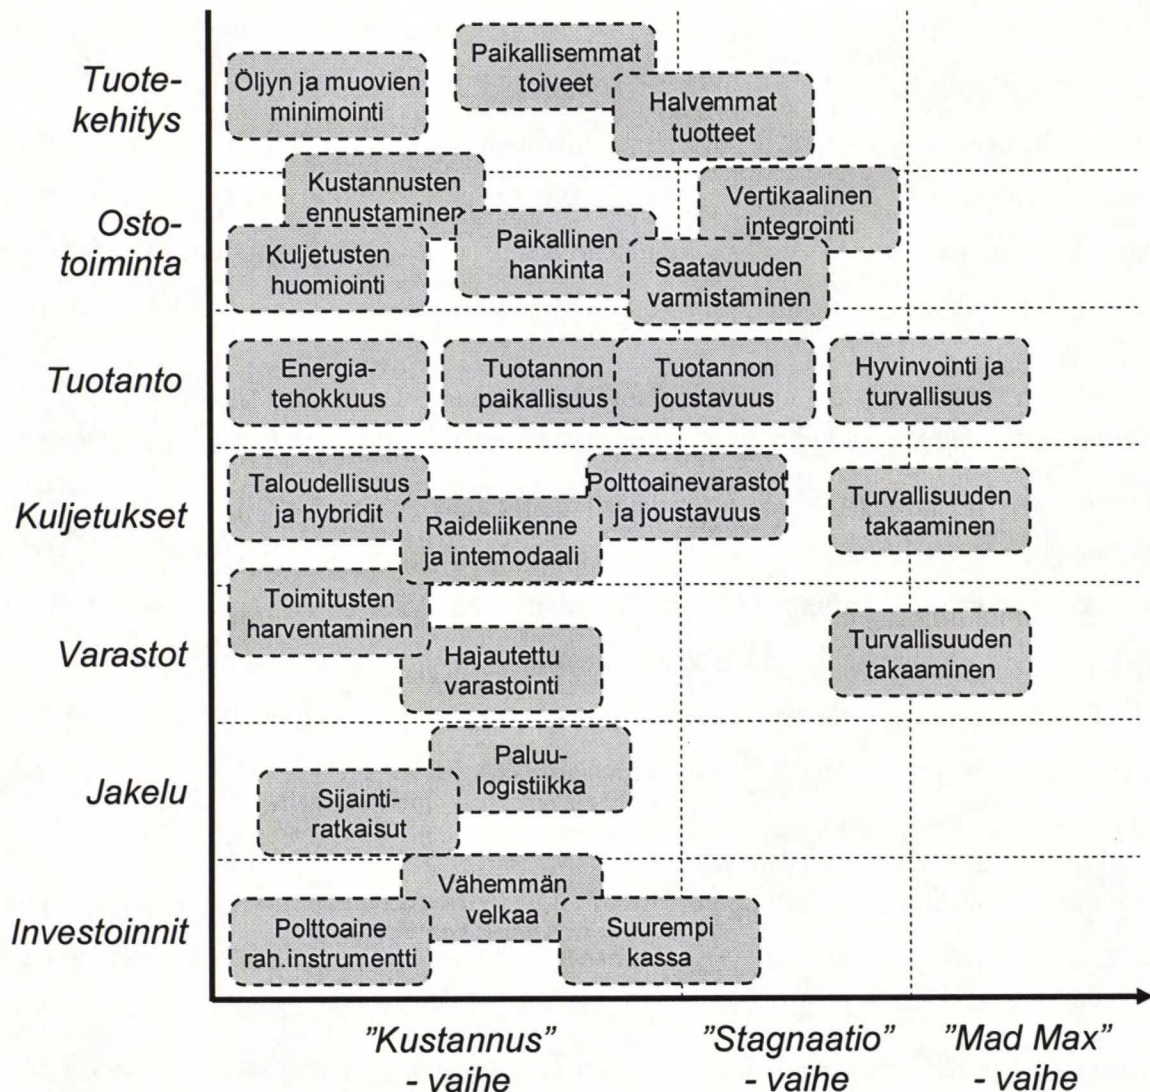 Tuote-
kehitys
Öljyn ja muovien
minimointi
Paikallisemmat
toiveet
Halvemmat
tuotteet
Osto-
toiminta
Kustannusten
ennustaminen
Kuljetusten
huomiointi
Paikallinen
hankinta
Vertikaalinen
integrointi
Saatavuuden
varmistaminen
Tuotanto
Energia-
tehokkuus
Tuotannon
paikallisuus
Tuotannon
joustavuus
Hyvinvointi ja
turvallisuus
Kuljetukset
Taloudellisuus
ja hybridit
Raideliikenne
ja intemodaali
Polttoainevarastot
ja joustavuus
Turvallisuuden
takaaminen
Varastot
Toimitusten
harventaminen
Hajautettu
varastointi
Turvallisuuden
takaaminen
Jakelu
Sijainti-
ratkaisut
Paluu-
logistiikka
Investoinnit
Polttoaine
rah.instrumentti
Vähemmän
velkaa
Suurempi
kassa
"Kustannus"
- vaihe
"Stagnaatio"
- vaihe
"Mad Max"
- vaihe